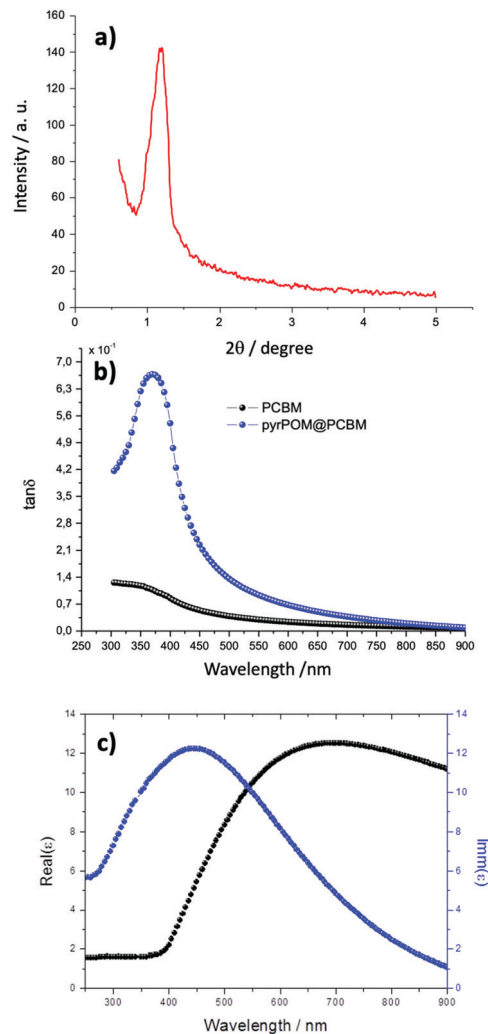 a)
160
140
120
100
80
60
40
20
0
Intensity / a. u.
0 1 2 3 4 5
2θ / degree
b)
x 10⁻¹
7,0
6,3
5,6
4,9
4,2
3,5
2,8
2,1
1,4
0,7
0,0
tanδ
PCBM
pyrPOM@PCBM
250 300 350 400 450 500 550 600 650 700 750 800 850 900
Wavelength /nm
c)
14 14
12 12
10 10
8 8
6 6
4 4
2 2
0 0
Real(ε)
Imm(ε)
300 400 500 600 700 800 900
Wavelength / nm